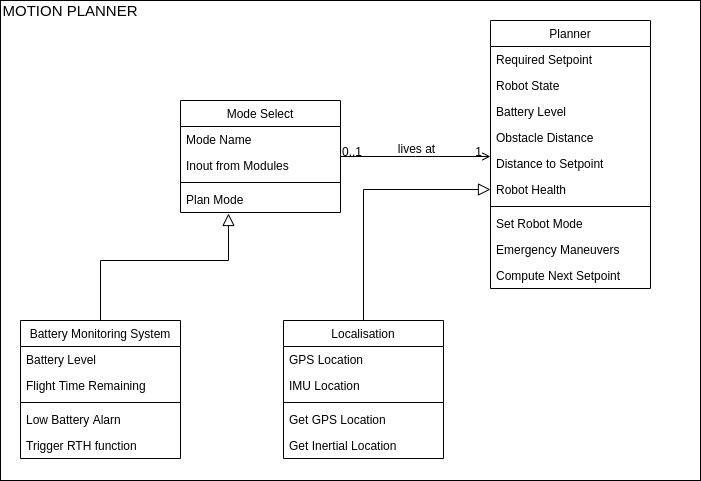 MOTION PLANNER
Planner
Required Setpoint
Robot State
Battery Level
Obstacle Distance
Distance to Setpoint
Robot Health
Set Robot Mode
Emergency Maneuvers
Compute Next Setpoint
Mode Select
Mode Name
Inout from Modules
Plan Mode
0..1 lives at 1
Battery Monitoring System
Battery Level
Flight Time Remaining
Low Battery Alarn
Trigger RTH function
Localisation
GPS Location
IMU Location
Get GPS Location
Get Inertial Location